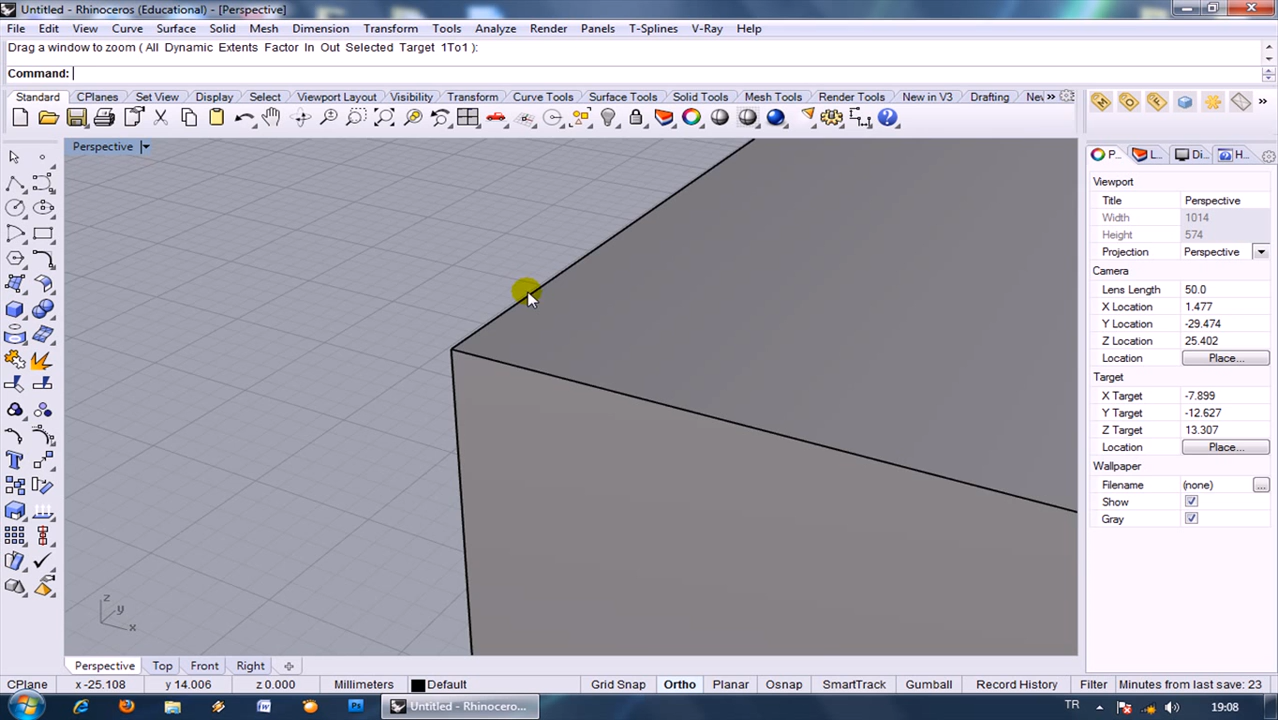 Untitled - Rhinoceros (Educational) - [Perspective]
File Edit View Curve Surface Solid Mesh Dimension Transform Tools Analyze Render Panels T-Splines V-Ray Help
Drag a window to zoom ( All Dynamic Extents Factor In Out Selected Target 1To1 ):
Command:
Standard CPlanes Set View Display Select Viewport Layout Visibility Transform Curve Tools Surface Tools Solid Tools Mesh Tools Render Tools New in V3 Drafting Nev »
Perspective
P... L... Di... H...
Viewport
Title Perspective
Width 1014
Height 574
Projection Perspective
Camera
Lens Length 50.0
X Location 1.477
Y Location -29.474
Z Location 25.402
Location Place...
Target
X Target -7.899
Y Target -12.627
Z Target 13.307
Location Place...
Wallpaper
Filename (none) ...
Show
Gray
z
y
x
Perspective Top Front Right
CPlane x -25.108 y 14.006 z 0.000 Millimeters Default Grid Snap Ortho Planar Osnap SmartTrack Gumball Record History Filter Minutes from last save: 23
Untitled - Rhinocero... TR 19:08